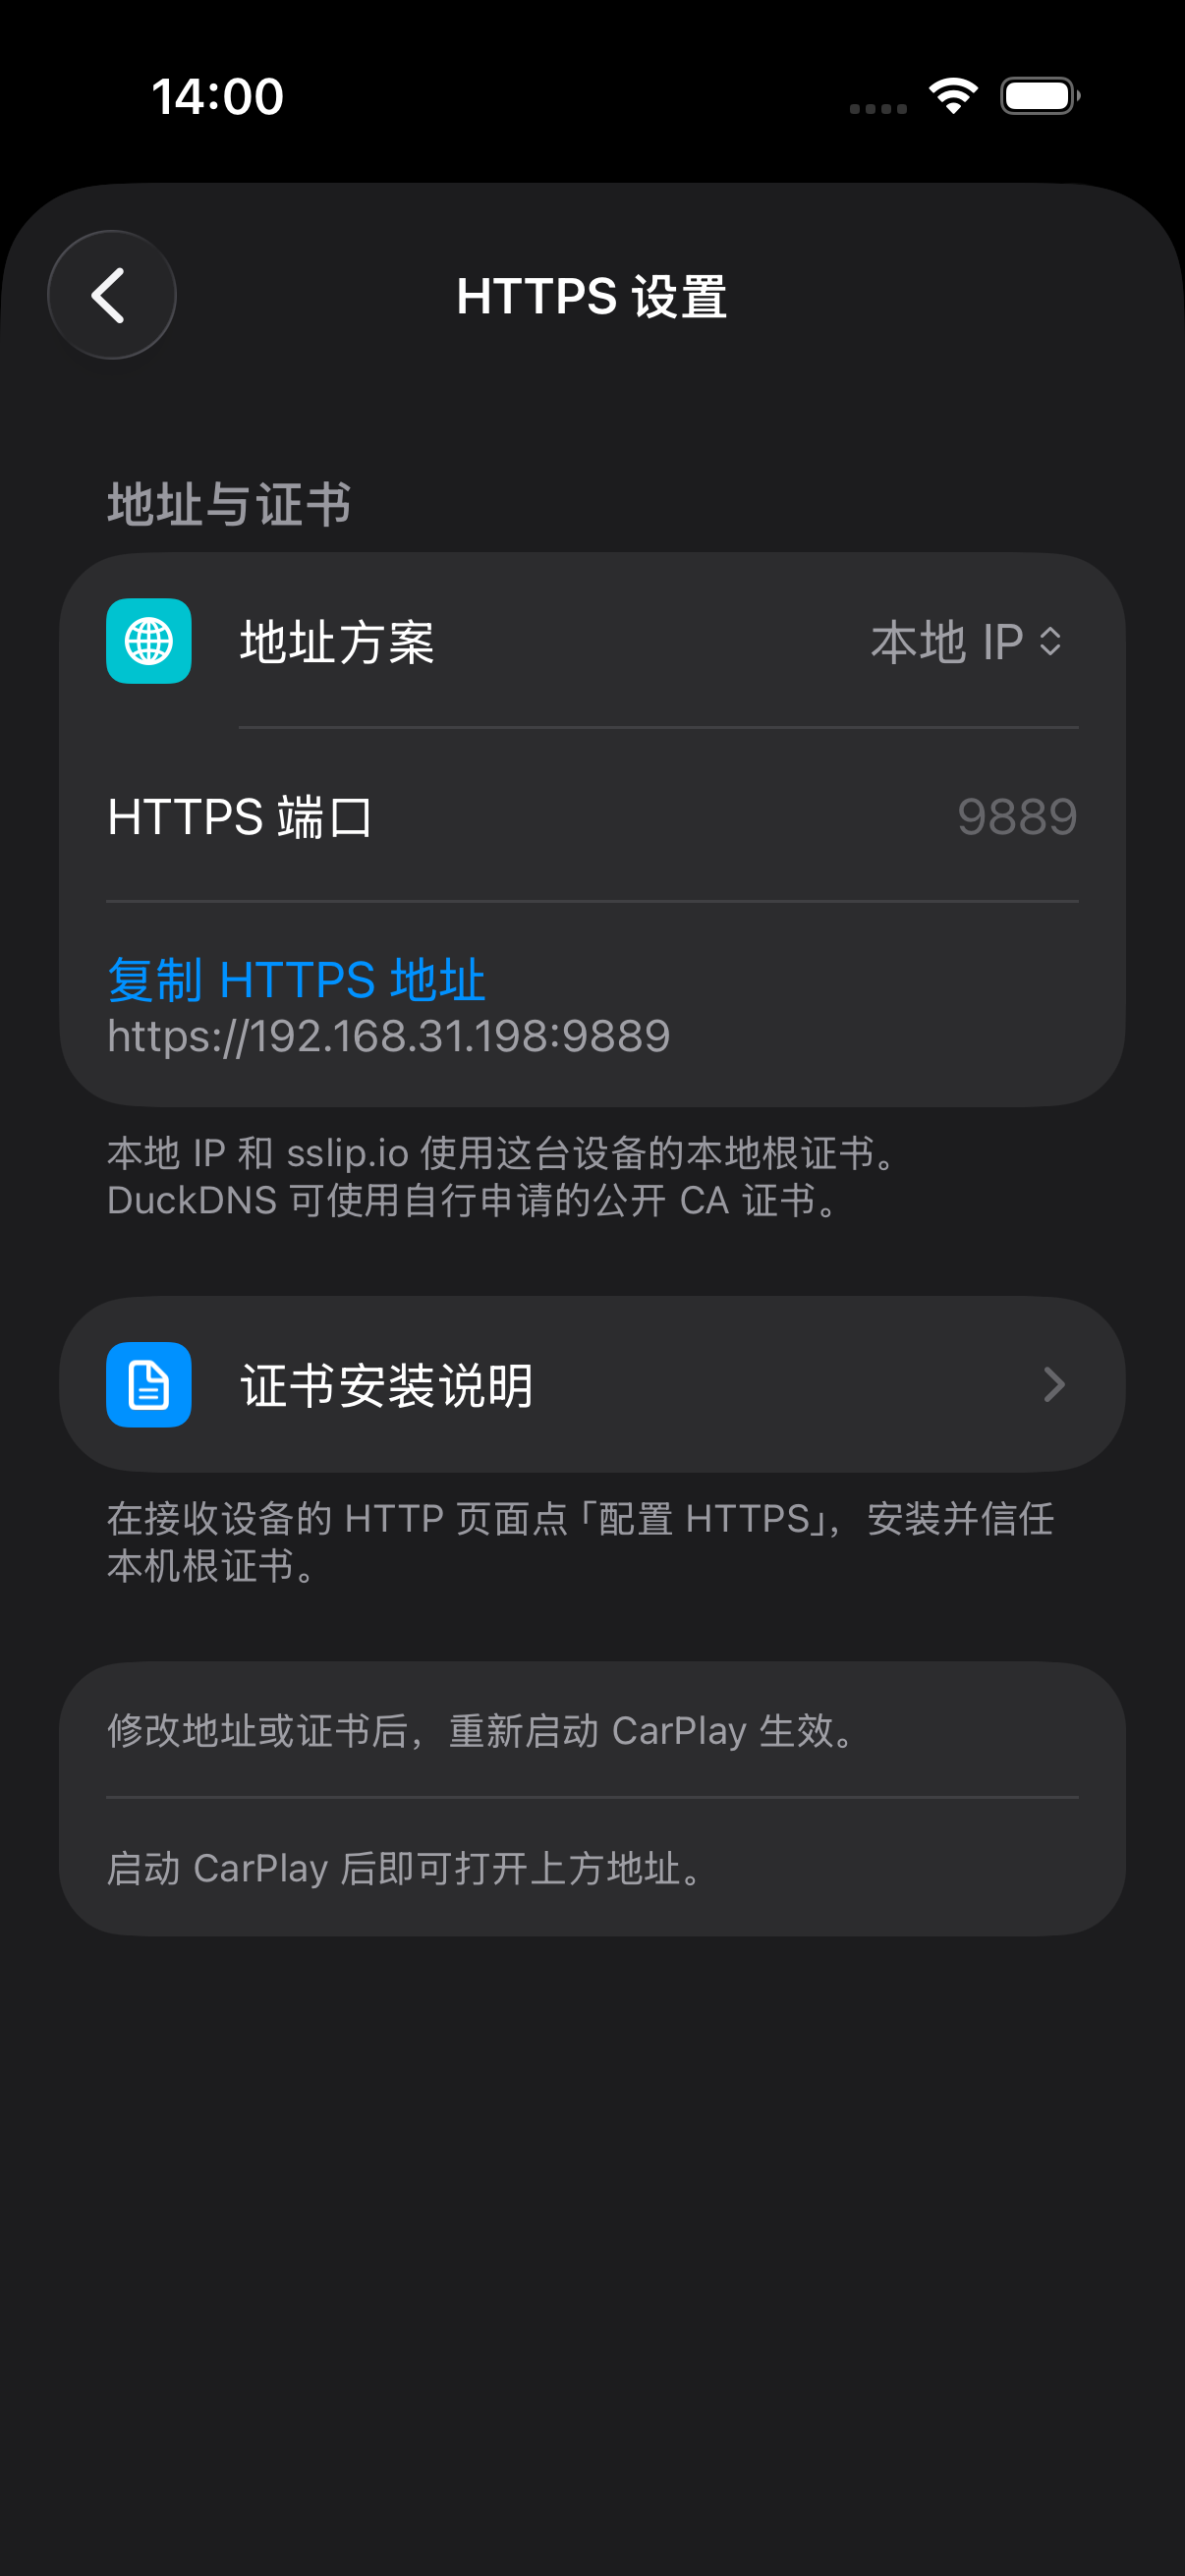 14:00
HTTPS 设置
地址与证书
地址方案 本地 IP
HTTPS 端口 9889
复制 HTTPS 地址
https://192.168.31.198:9889
本地 IP 和 sslip.io 使用这台设备的本地根证书。
DuckDNS 可使用自行申请的公开 CA 证书。
证书安装说明
在接收设备的 HTTP 页面点「配置 HTTPS」，安装并信任
本机根证书。
修改地址或证书后，重新启动 CarPlay 生效。
启动 CarPlay 后即可打开上方地址。